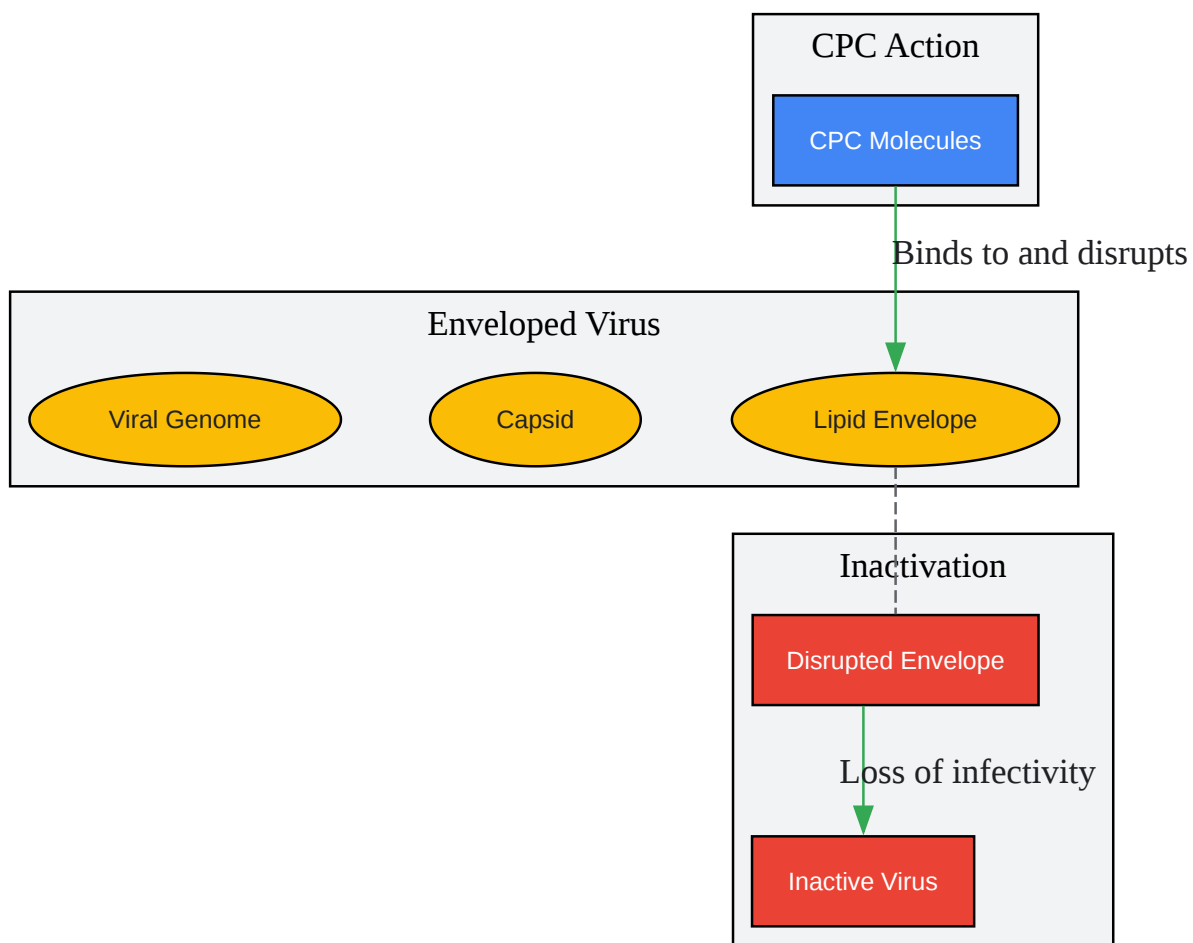 CPC Action
CPC Molecules
Binds to and disrupts
Enveloped Virus
Viral Genome
Capsid
Lipid Envelope
Inactivation
Disrupted Envelope
Loss of infectivity
Inactive Virus